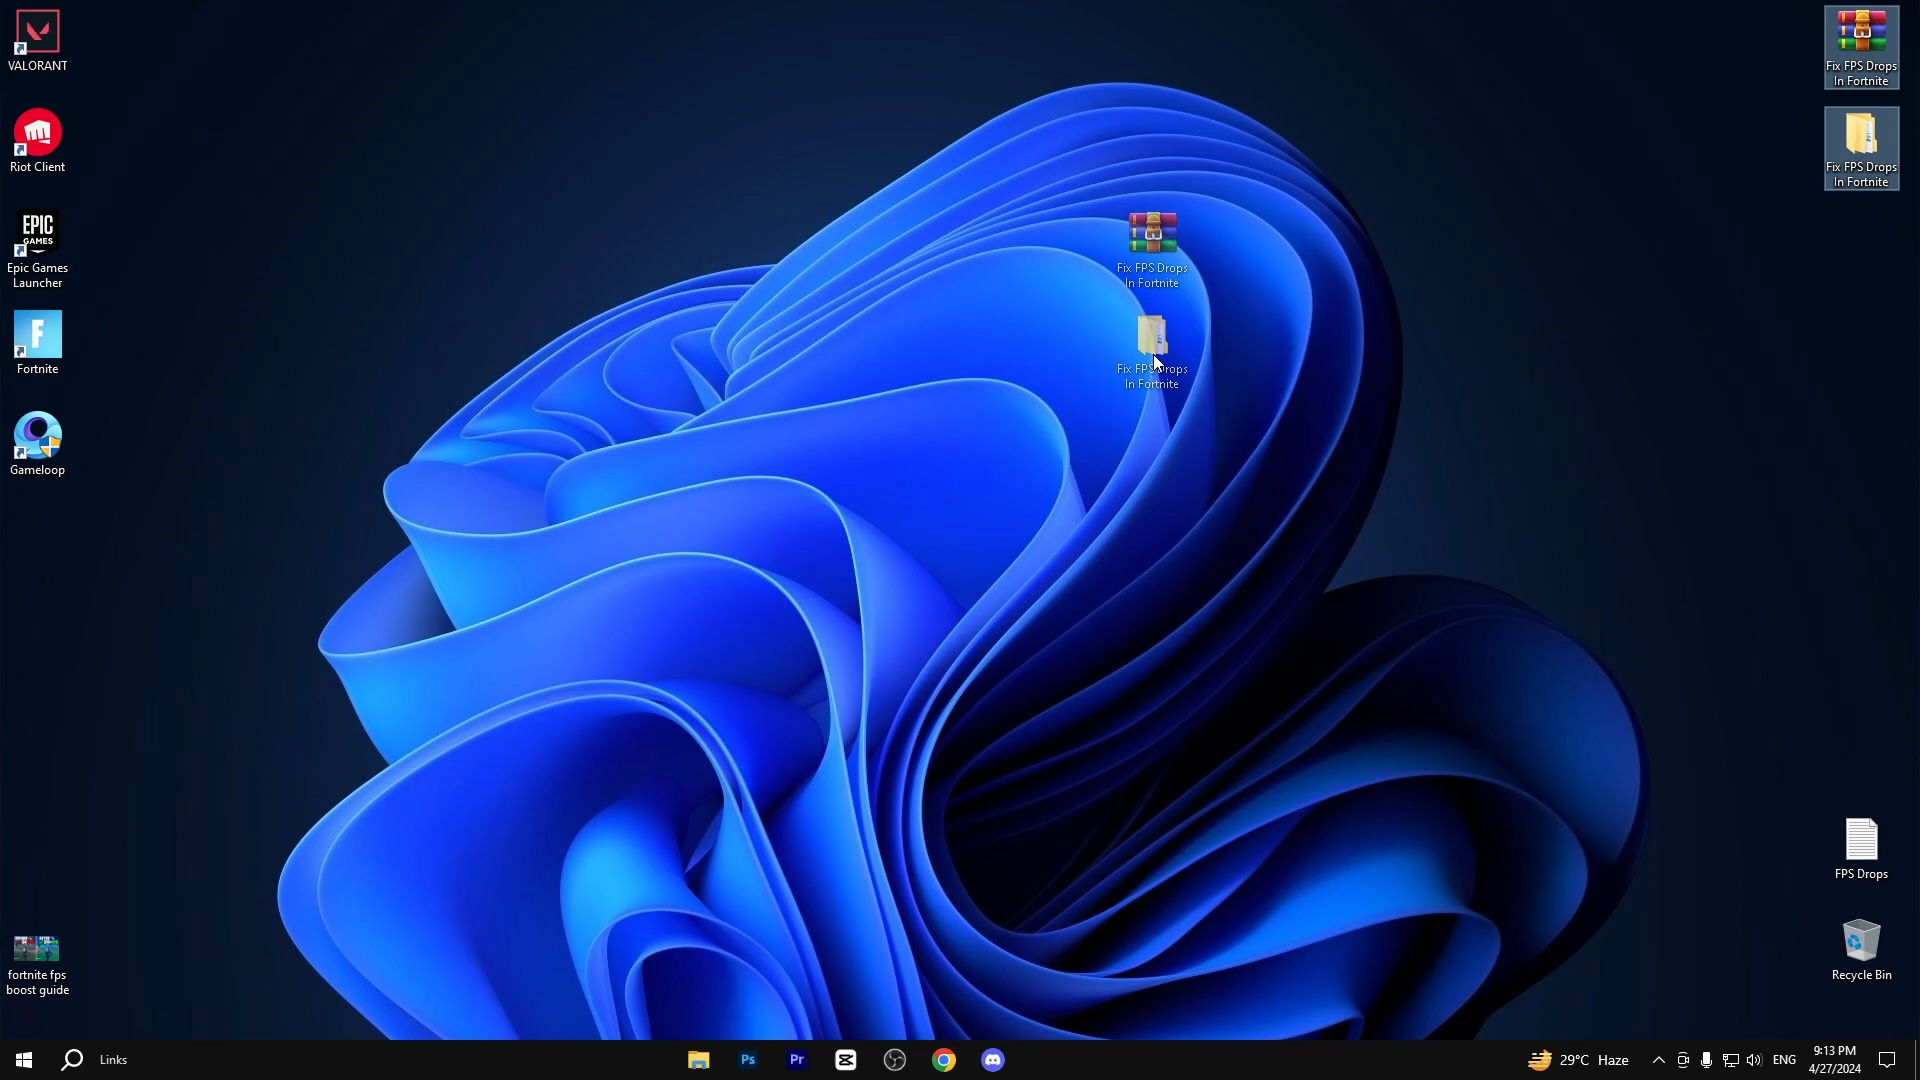 VALORANT
Riot Client
EPIC
GAMES
Epic Games
Launcher
F
Fortnite
Gameloop
fortnite fps
boost guide
Fix FPS Drops
In Fortnite
Fix FPS Drops
In Fortnite
Fix FPS Drops
In Fortnite
Fix FPS Drops
In Fortnite
FPS Drops
Recycle Bin
Links
Ps
Pr
29°C Haze
ENG
9:13 PM
4/27/2024